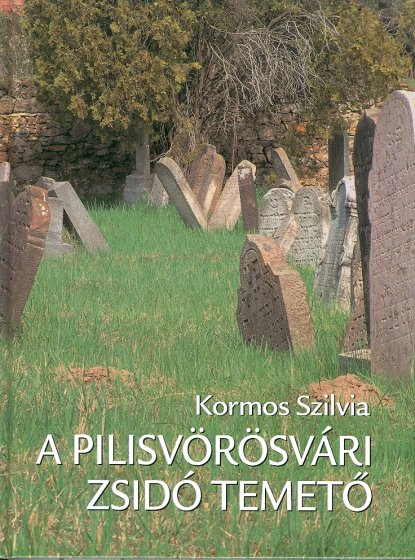 Kormos Szilvia
A PILISVÖRÖSVÁRI
ZSIDÓ TEMETŐ